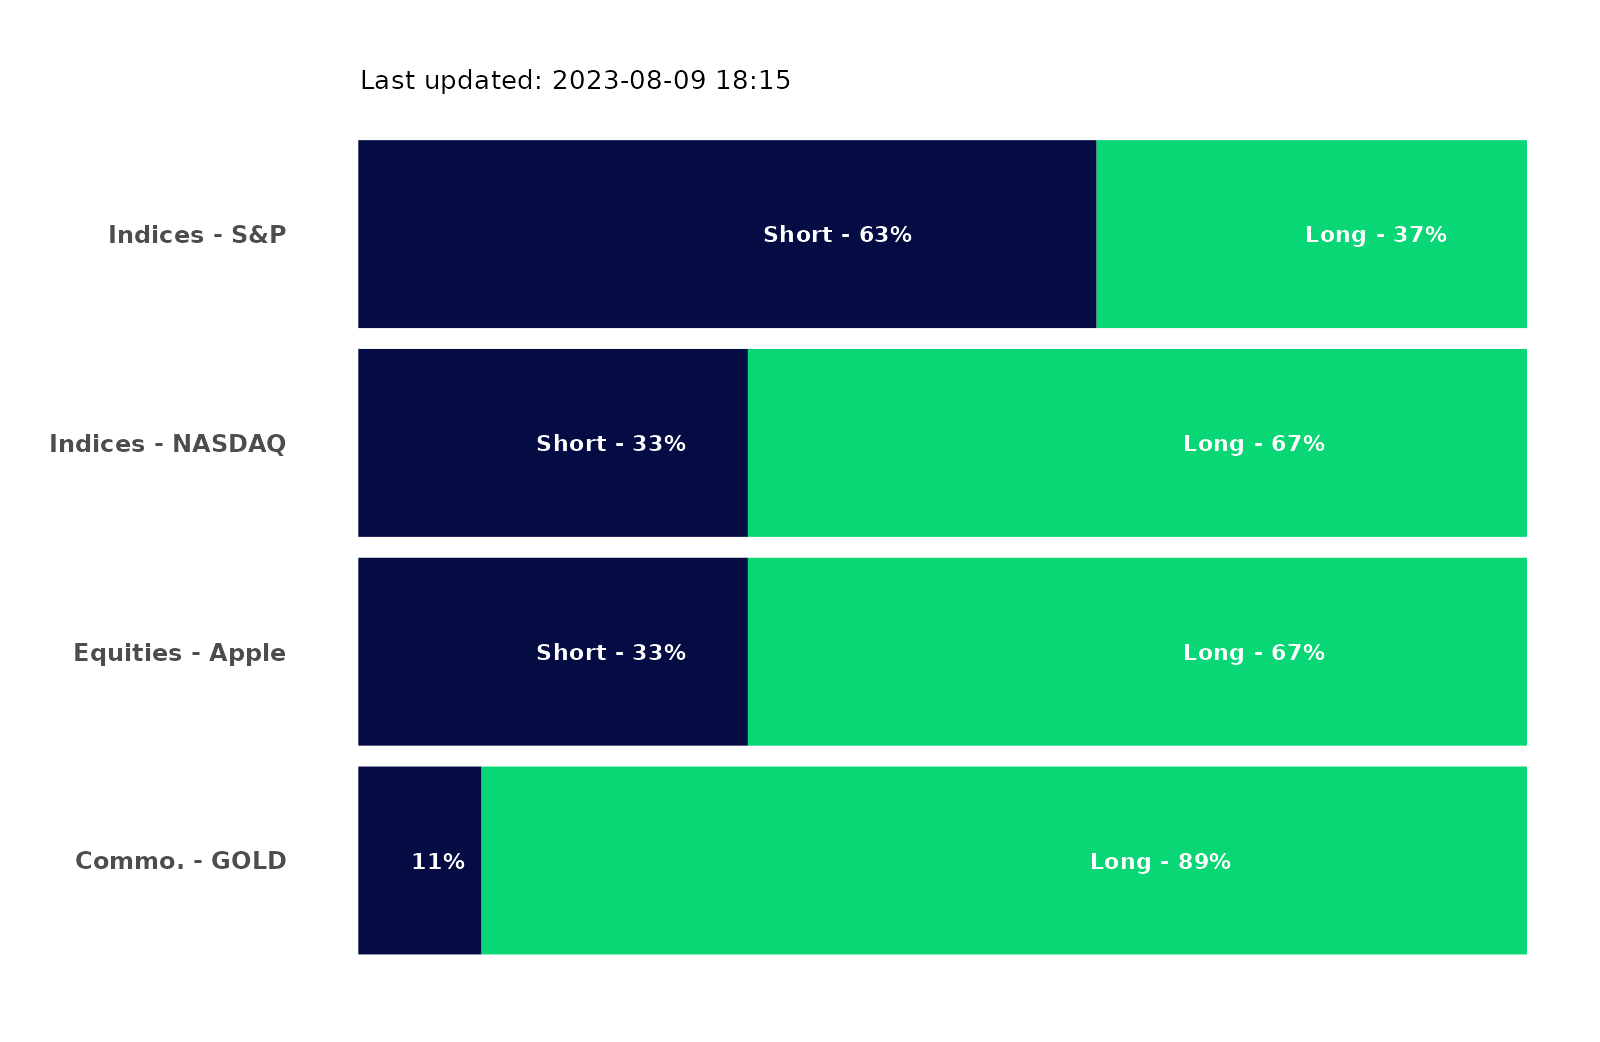 Last updated: 2023-08-09 18:15
Indices - S&P
Short - 63%
Long - 37%
Indices - NASDAQ
Short - 33%
Long - 67%
Equities - Apple
Short - 33%
Long - 67%
Commo. - GOLD
11%
Long - 89%